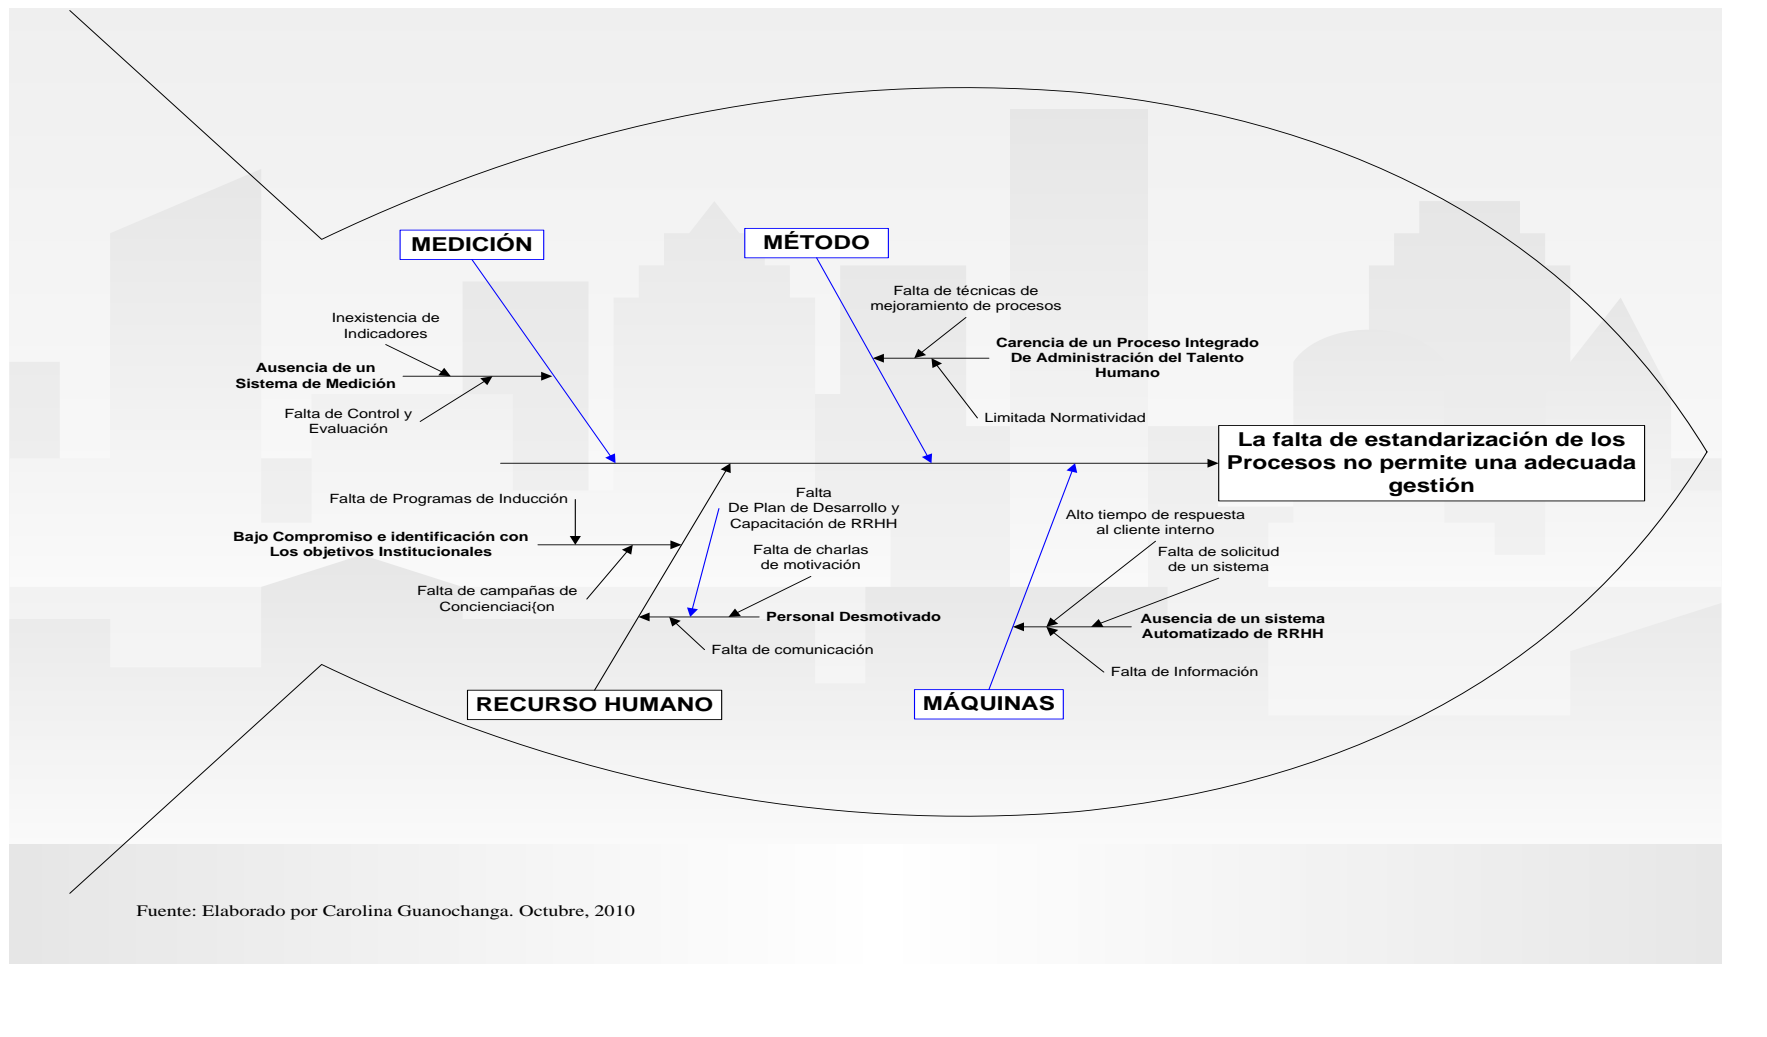 MEDICIÓN
MÉTODO
Inexistencia de
Indicadores
Ausencia de un
Sistema de Medición
Falta de Control y
Evaluación
Falta de técnicas de
mejoramiento de procesos
Carencia de un Proceso Integrado
De Administración del Talento
Humano
Limitada Normatividad
La falta de estandarización de los
Procesos no permite una adecuada
gestión
Falta de Programas de Inducción
Bajo Compromiso e identificación con
Los objetivos Institucionales
Falta de campañas de
Concienciaci{on
Falta
De Plan de Desarrollo y
Capacitación de RRHH
Falta de charlas
de motivación
Personal Desmotivado
Falta de comunicación
Alto tiempo de respuesta
al cliente interno
Falta de solicitud
de un sistema
Ausencia de un sistema
Automatizado de RRHH
Falta de Información
RECURSO HUMANO
MÁQUINAS
Fuente: Elaborado por Carolina Guanochanga. Octubre, 2010